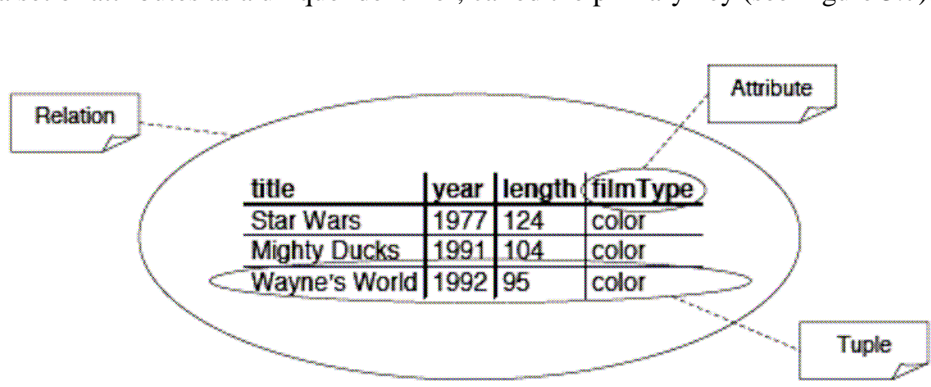 Attribute
Relation
title year length filmType
Star Wars 1977 124 color
Mighty Ducks 1991 104 color
Wayne's World 1992 95 color
Tuple